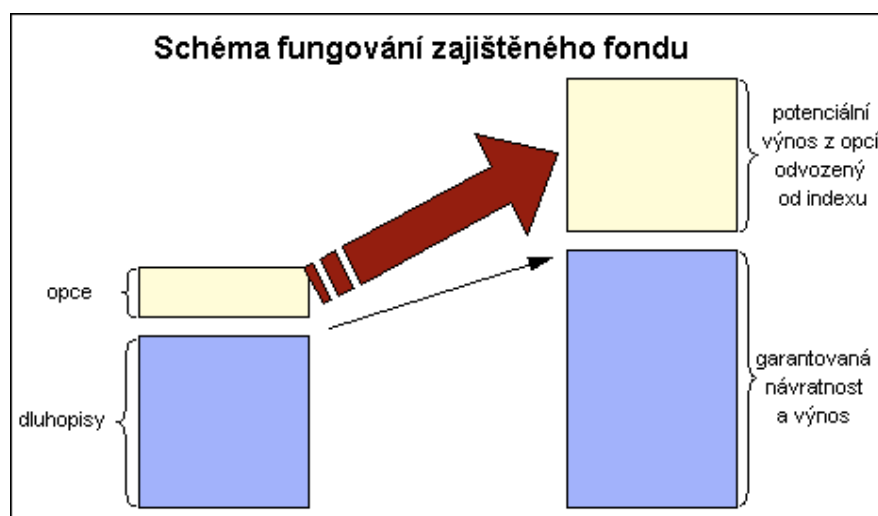 Schéma fungování zajištěného fondu
potenciální
výnos z opcí
odvozený
od indexu
opce
dluhopisy
garantovaná
návratnost
a výnos